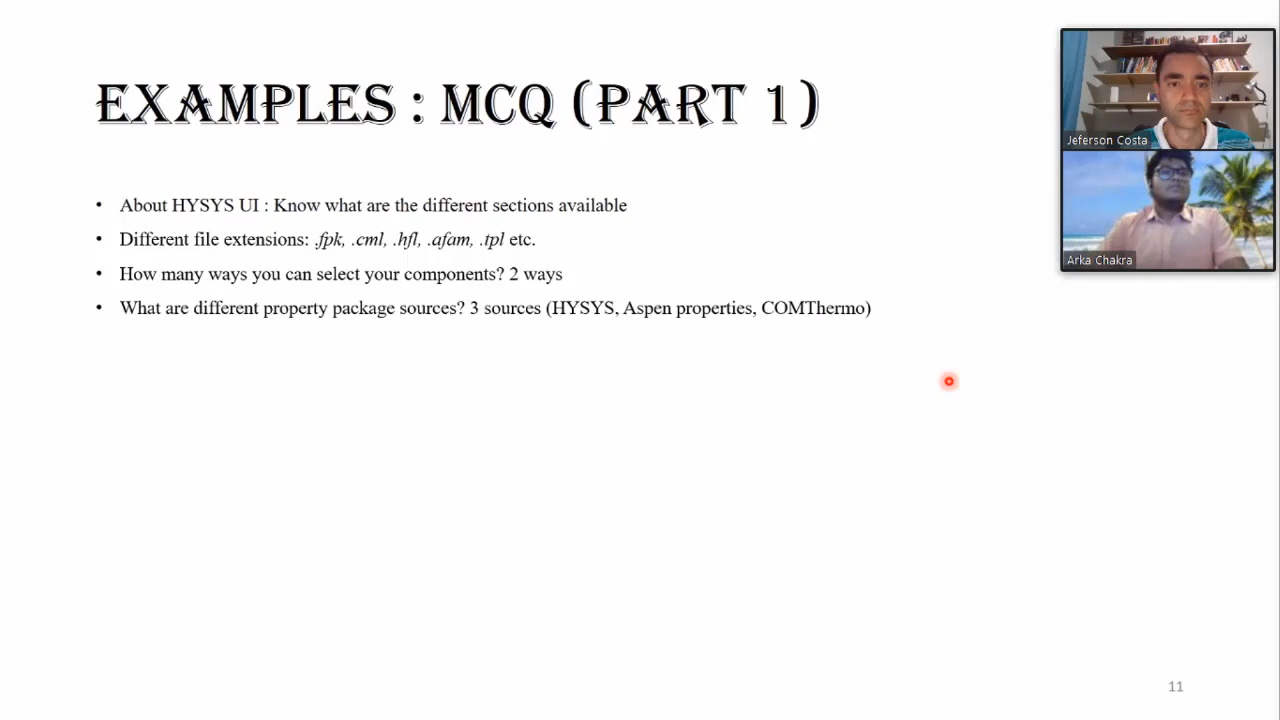 EXAMPLES : MCQ (PART 1)
• About HYSYS UI : Know what are the different sections available
• Different file extensions: .fpk, .cml, .hfl, .afam, .tpl etc.
• How many ways you can select your components? 2 ways
• What are different property package sources? 3 sources (HYSYS, Aspen properties, COMThermo)
Jeferson Costa
Arka Chakra
11